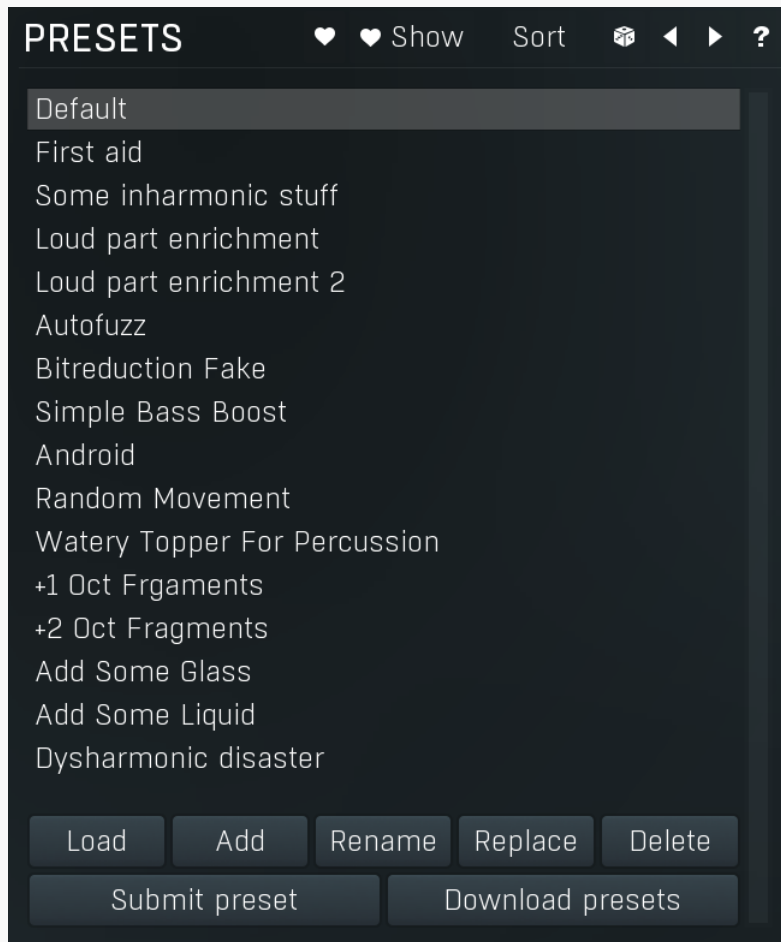 PRESETS Show Sort ?
Default
First aid
Some inharmonic stuff
Loud part enrichment
Loud part enrichment 2
Autofuzz
Bitreduction Fake
Simple Bass Boost
Android
Random Movement
Watery Topper For Percussion
+1 Oct Frgaments
+2 Oct Fragments
Add Some Glass
Add Some Liquid
Dysharmonic disaster
Load Add Rename Replace Delete
Submit preset Download presets